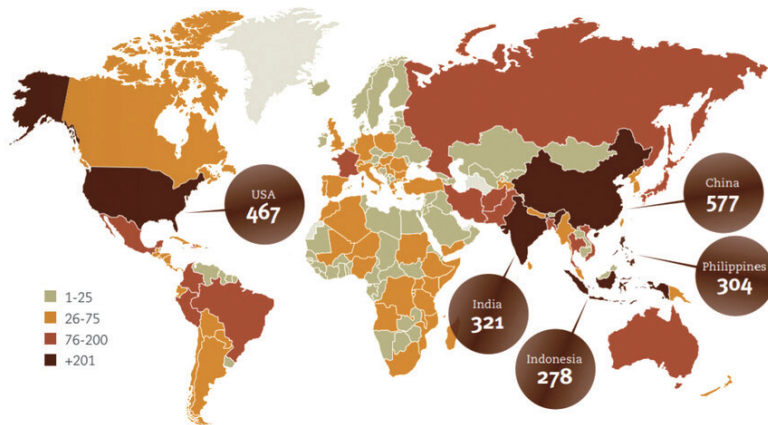 USA
467
China
577
Philippines
304
India
321
Indonesia
278
1-25
26-75
76-200
+201